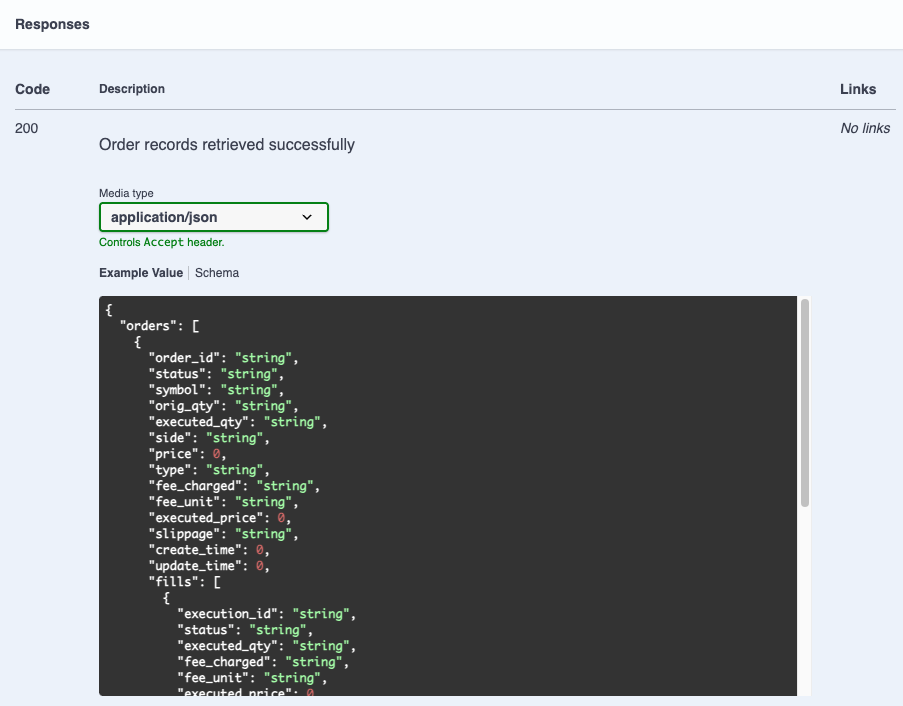 Responses
Code Description Links
200 No links
Order records retrieved successfully
Media type
application/json
Controls Accept header.
Example Value Schema
{
  "orders": [
    {
      "order_id": "string",
      "status": "string",
      "symbol": "string",
      "orig_qty": "string",
      "executed_qty": "string",
      "side": "string",
      "price": 0,
      "type": "string",
      "fee_charged": "string",
      "fee_unit": "string",
      "executed_price": 0,
      "slippage": "string",
      "create_time": 0,
      "update_time": 0,
      "fills": [
        {
          "execution_id": "string",
          "status": "string",
          "executed_qty": "string",
          "fee_charged": "string",
          "fee_unit": "string",
          "executed_price": 0